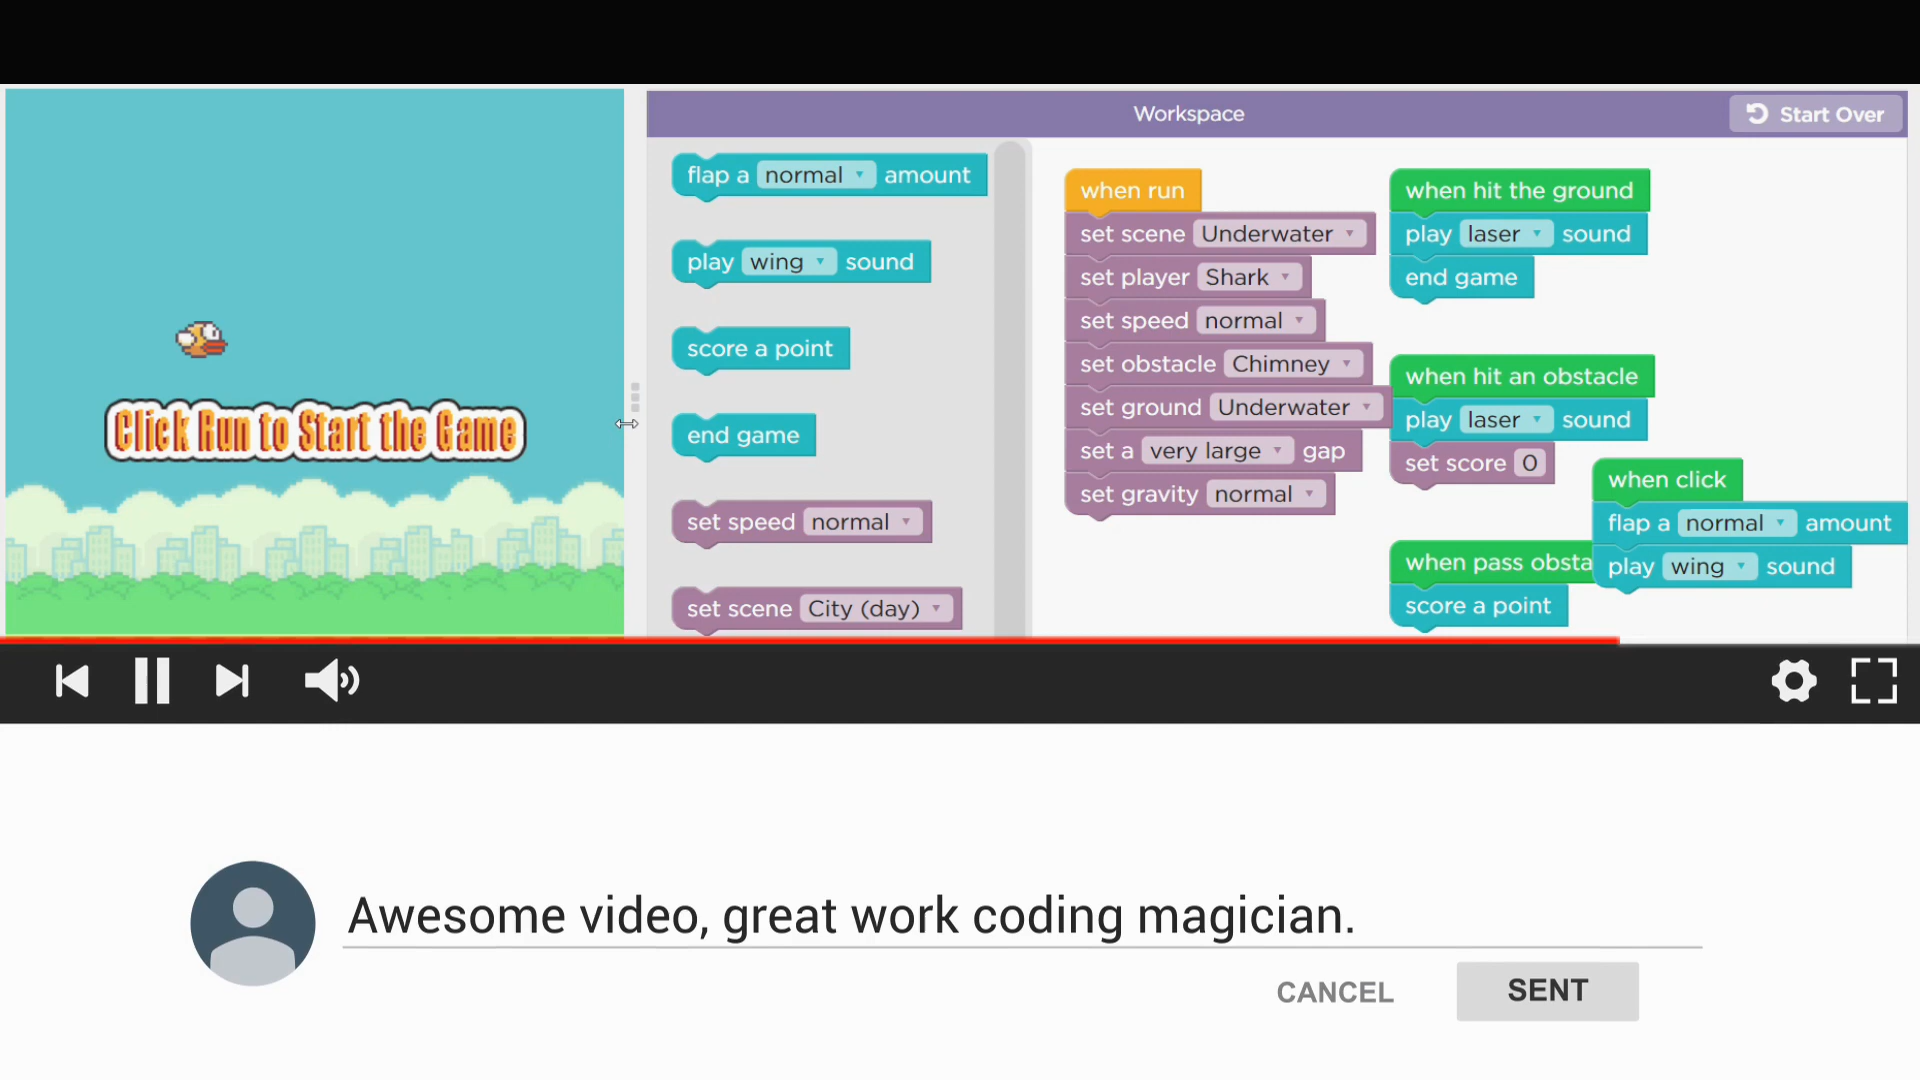 Workspace
Start Over
Click Run to Start the Game
flap a normal amount
play wing sound
score a point
end game
set speed normal
set scene City (day)
when run
set scene Underwater
set player Shark
set speed normal
set obstacle Chimney
set ground Underwater
set a very large gap
set gravity normal
when hit the ground
play laser sound
end game
when hit an obstacle
play laser sound
set score 0
when pass obsta
score a point
when click
flap a normal amount
play wing sound
Awesome video, great work coding magician.
CANCEL
SENT